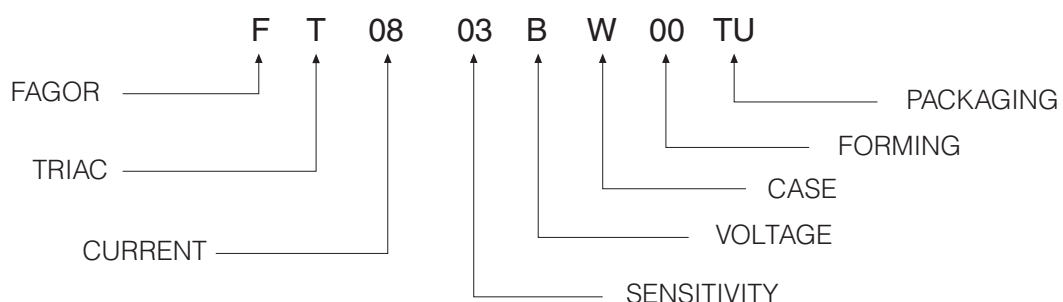 F T 08 03 B W 00 TU
FAGOR
PACKAGING
FORMING
TRIAC
CASE
VOLTAGE
CURRENT
SENSITIVITY